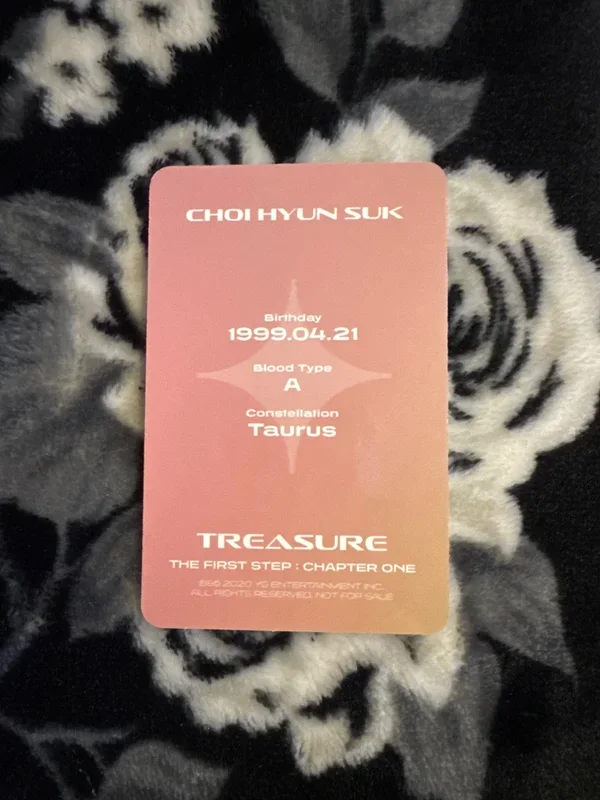 CHOI HYUN SUK
Birthday
1999.04.21
Blood Type
A
Constellation
Taurus
TREASURE
THE FIRST STEP : CHAPTER ONE
2020 YG ENTERTAINMENT INC.
ALL RIGHTS RESERVED. NOT FOR SALE